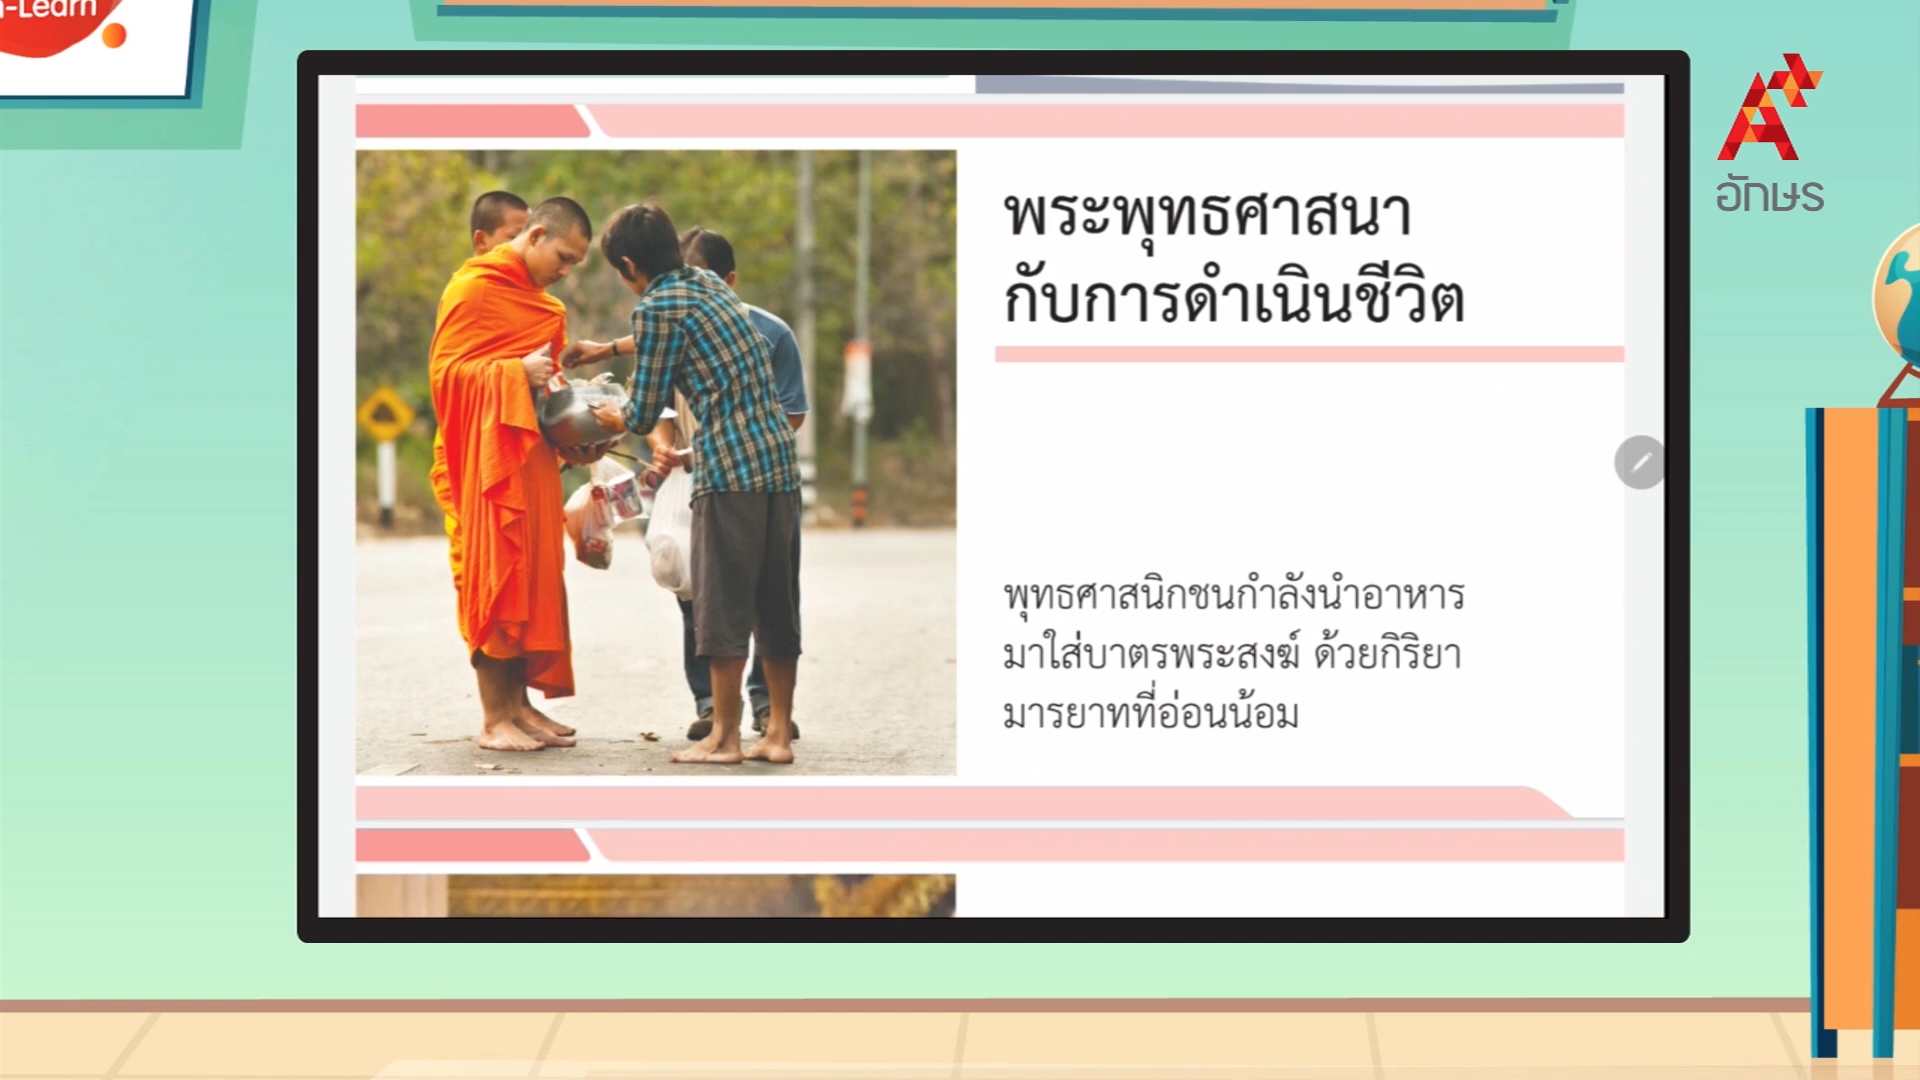 -Learn
อักษร
พระพุทธศาสนา
กับการดำเนินชีวิต
พุทธศาสนิกชนกำลังนำอาหาร
มาใส่บาตรพระสงฆ์ ด้วยกิริยา
มารยาทที่อ่อนน้อม